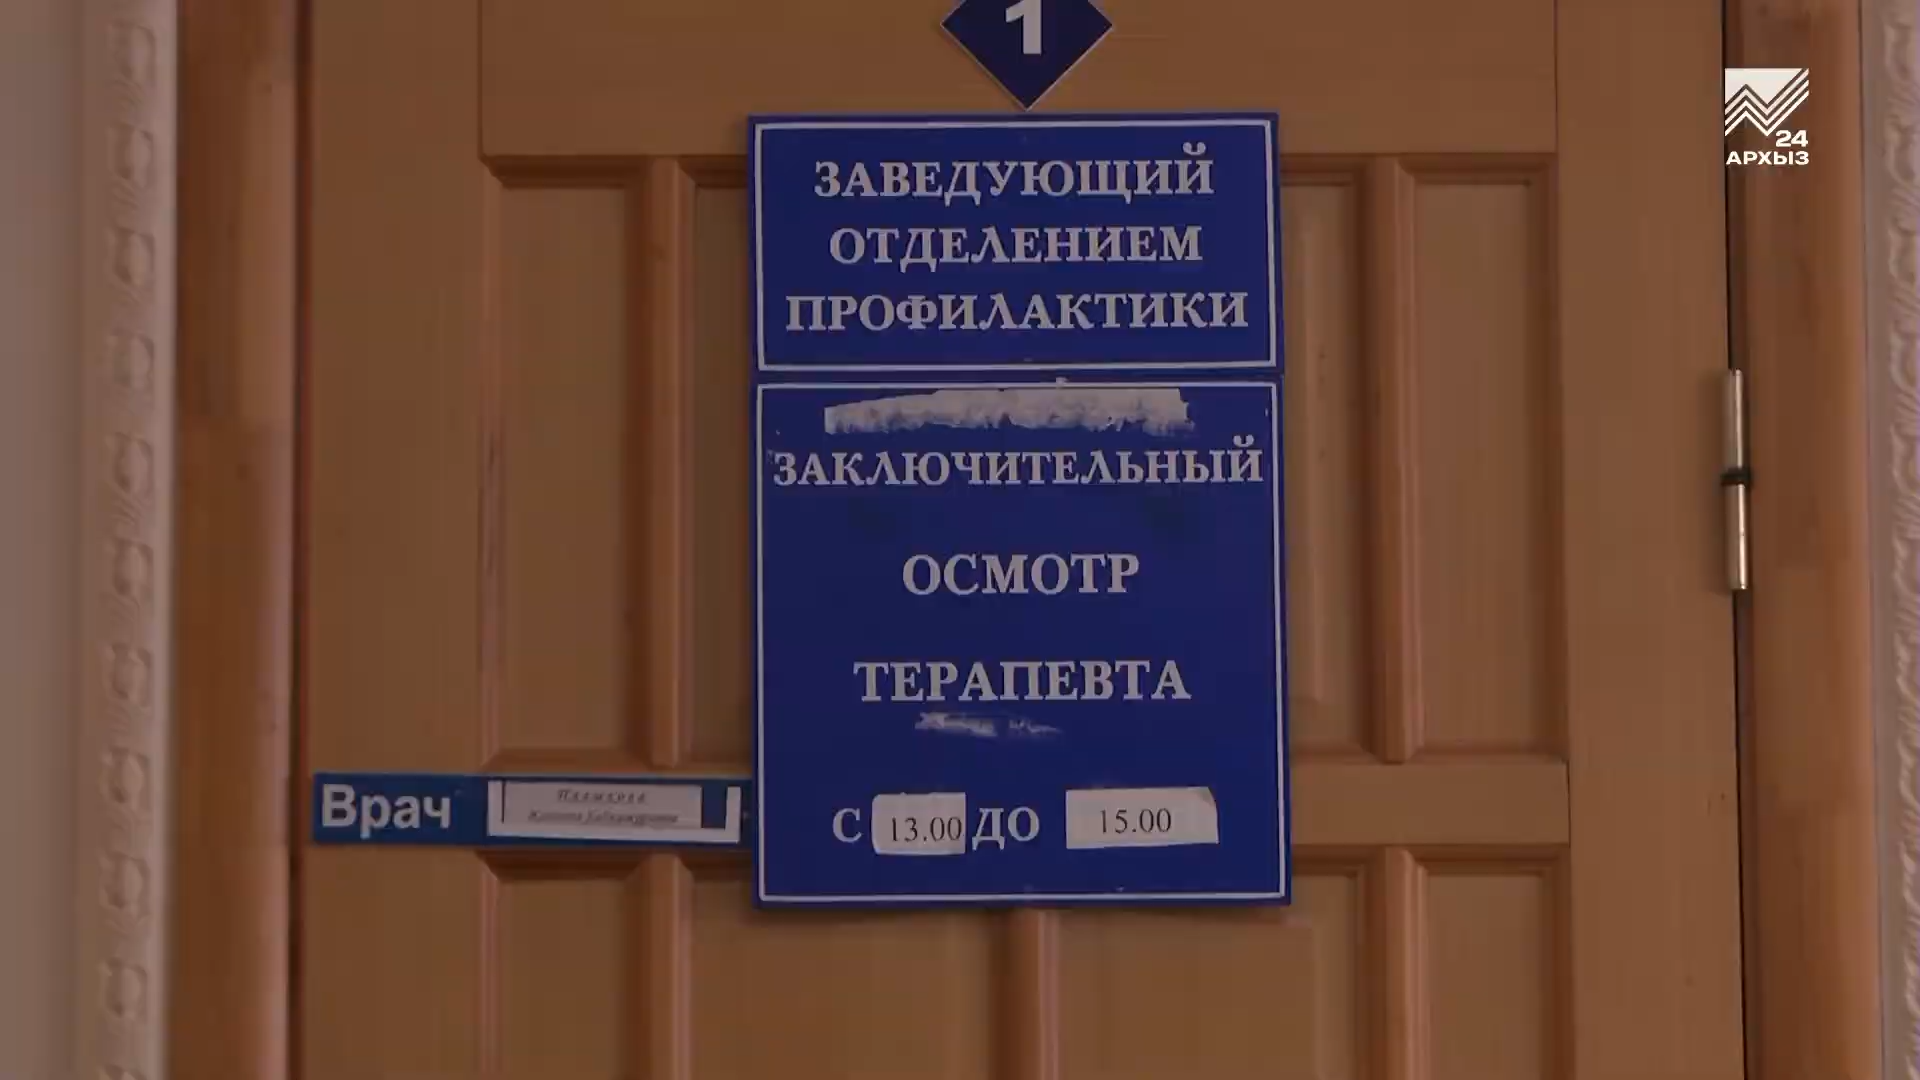 1
24
АРХЫЗ
ЗАВЕДУЮЩИЙ
ОТДЕЛЕНИЕМ
ПРОФИЛАКТИКИ
ЗАКЛЮЧИТЕЛЬНЫЙ
ОСМОТР
ТЕРАПЕВТА
С 13.00 ДО 15.00
Врач